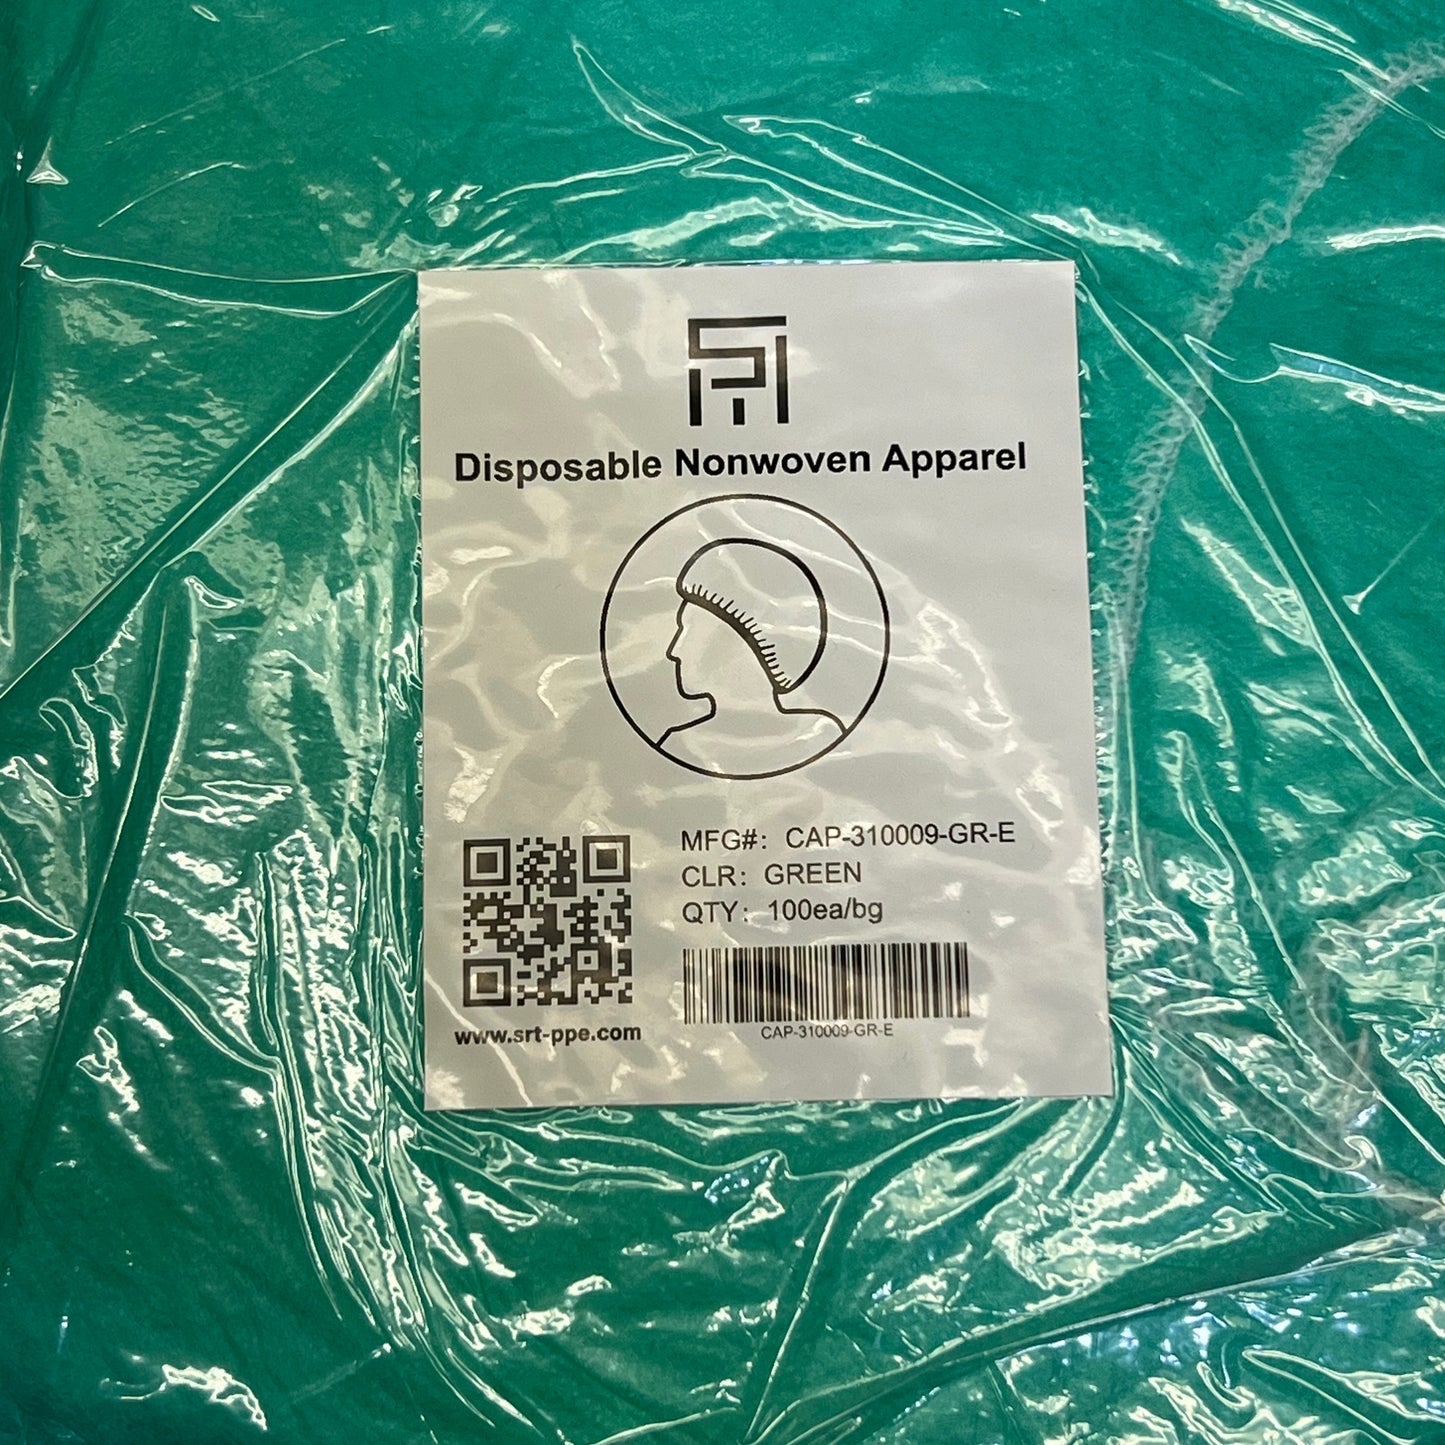 Disposable Nonwoven Apparel
MFG#: CAP-310009-GR-E
CLR: GREEN
QTY: 100ea/bg
CAP-310009-GR-E
www.srt-ppe.com